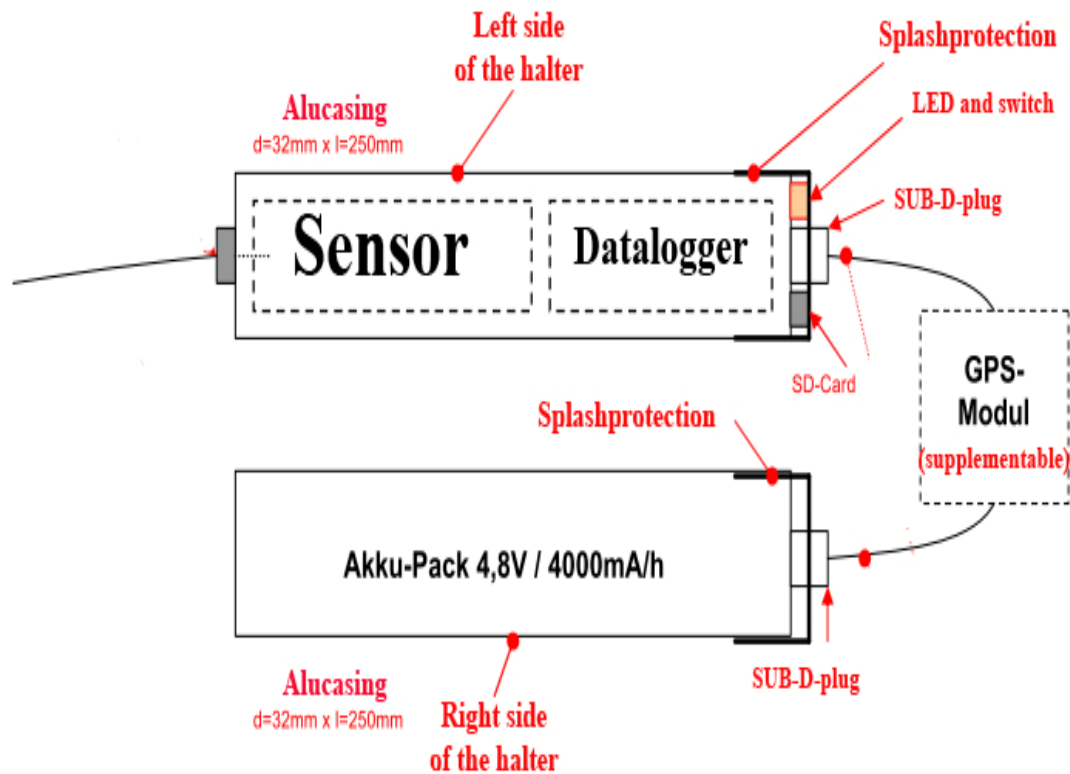 Left side
of the halter
Splashprotection
Alucasing
d=32mm x l=250mm
LED and switch
SUB-D-plug
Sensor
Datalogger
SD-Card
GPS-
Modul
(supplementable)
Splashprotection
Akku-Pack 4,8V / 4000mA/h
SUB-D-plug
Alucasing
d=32mm x l=250mm
Right side
of the halter